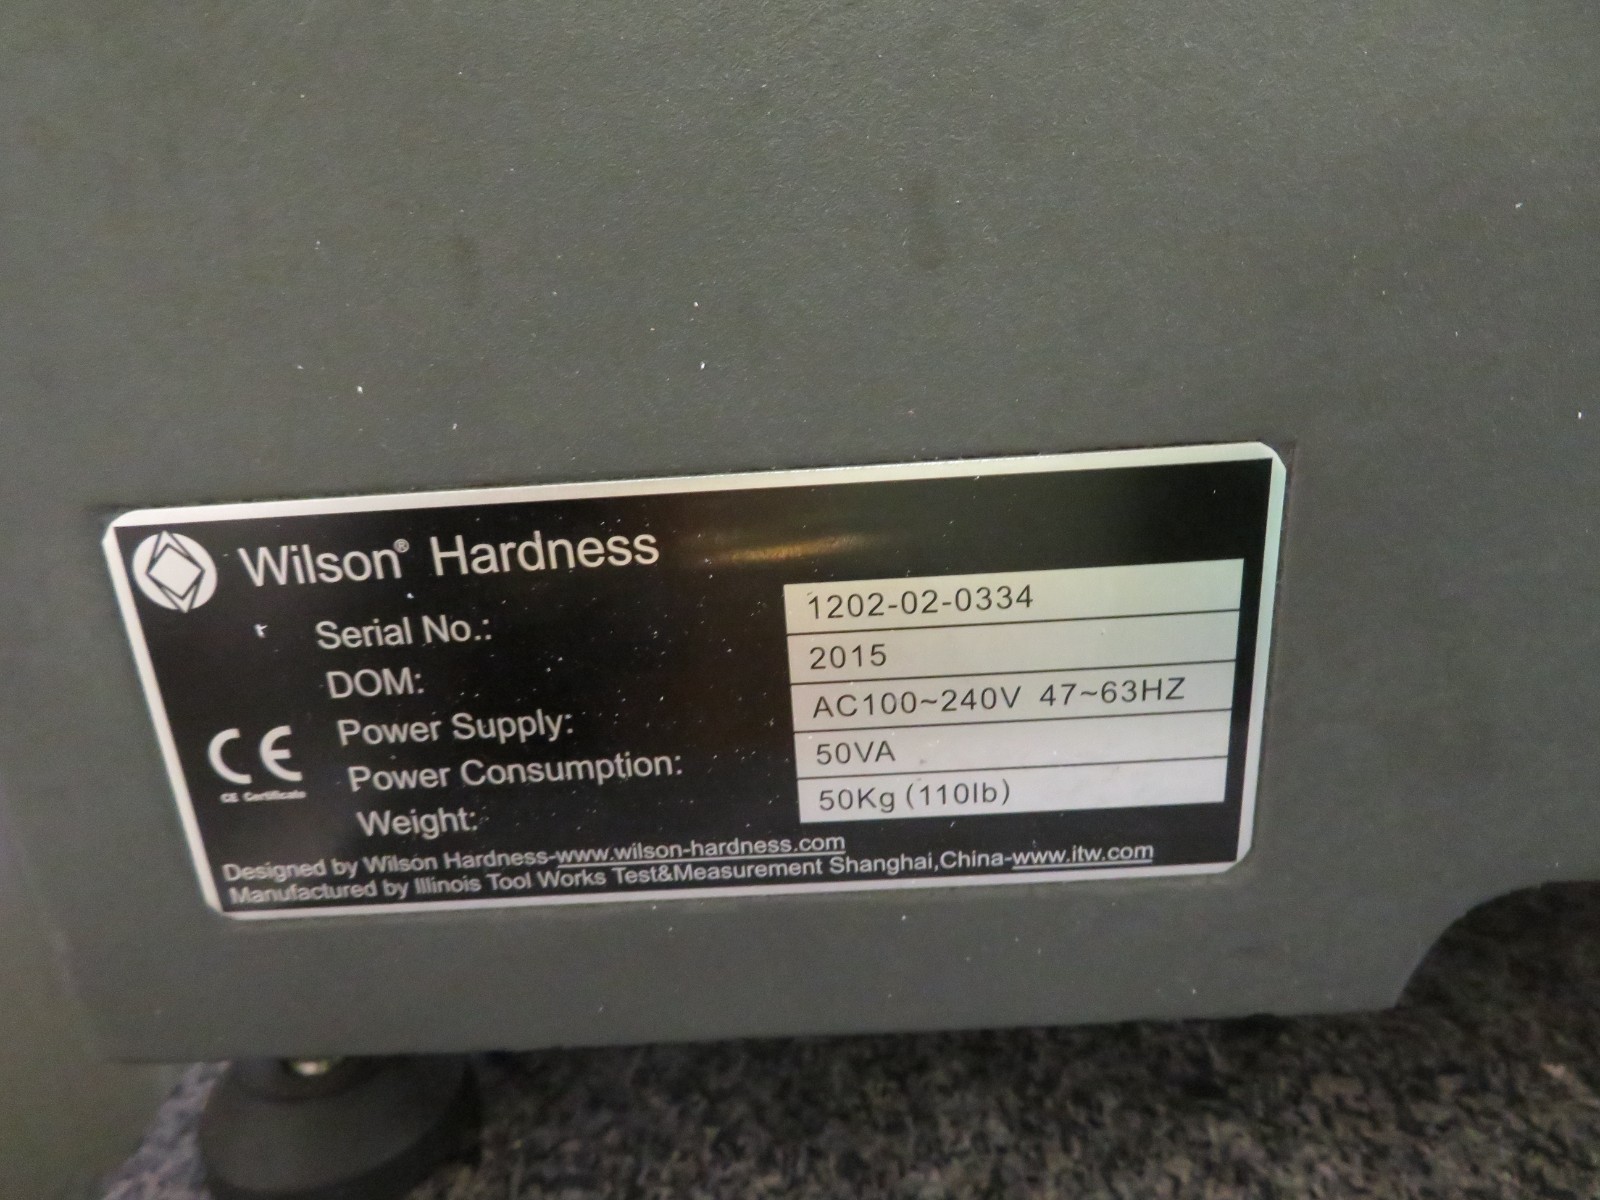 Wilson® Hardness
Serial No.: 1202-02-0334
DOM: 2015
Power Supply: AC100~240V 47~63HZ
Power Consumption: 50VA
Weight: 50Kg (110lb)
CE
CE Certificate
Designed by Wilson Hardness-www.wilson-hardness.com
Manufactured by Illinois Tool Works Test&Measurement Shanghai,China-www.itw.com